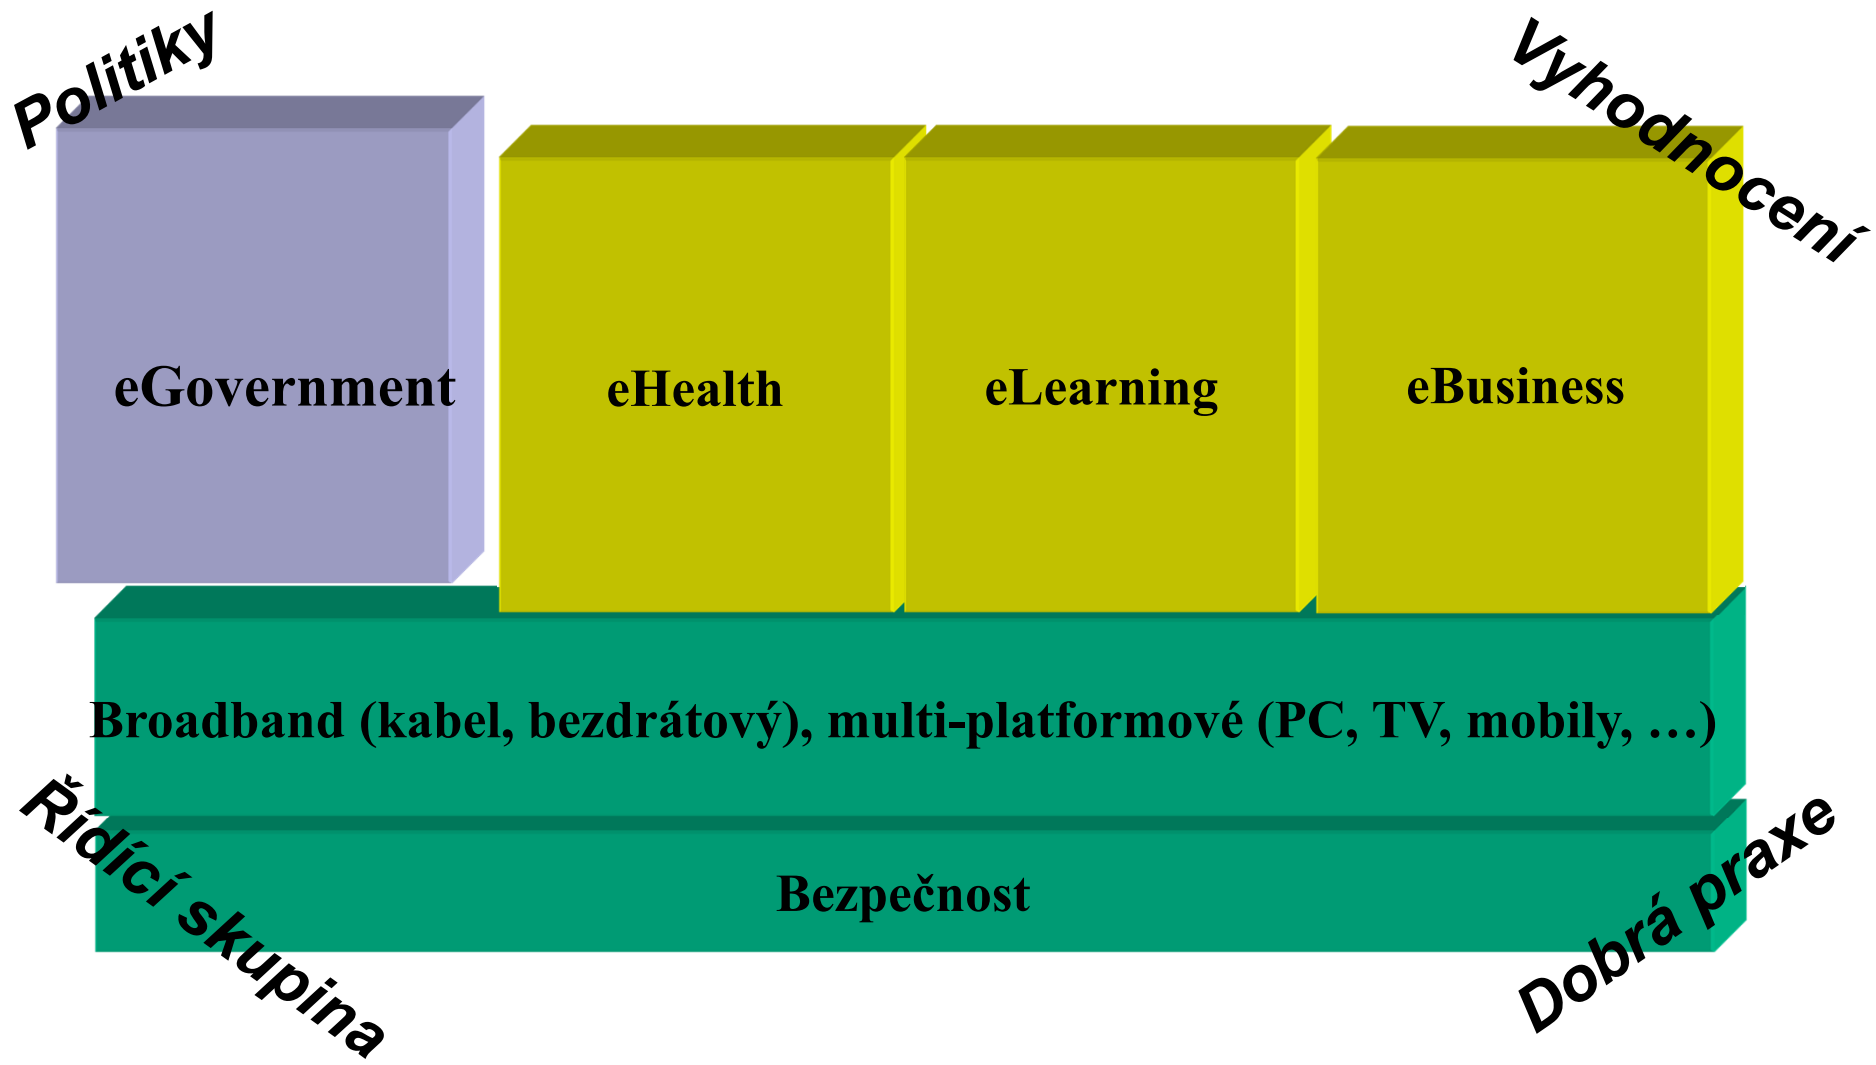 Politiky
Vyhodnocení
eGovernment
eHealth
eLearning
eBusiness
Broadband (kabel, bezdrátový), multi-platformové (PC, TV, mobily, …)
Bezpečnost
Řídící skupina
Dobrá praxe